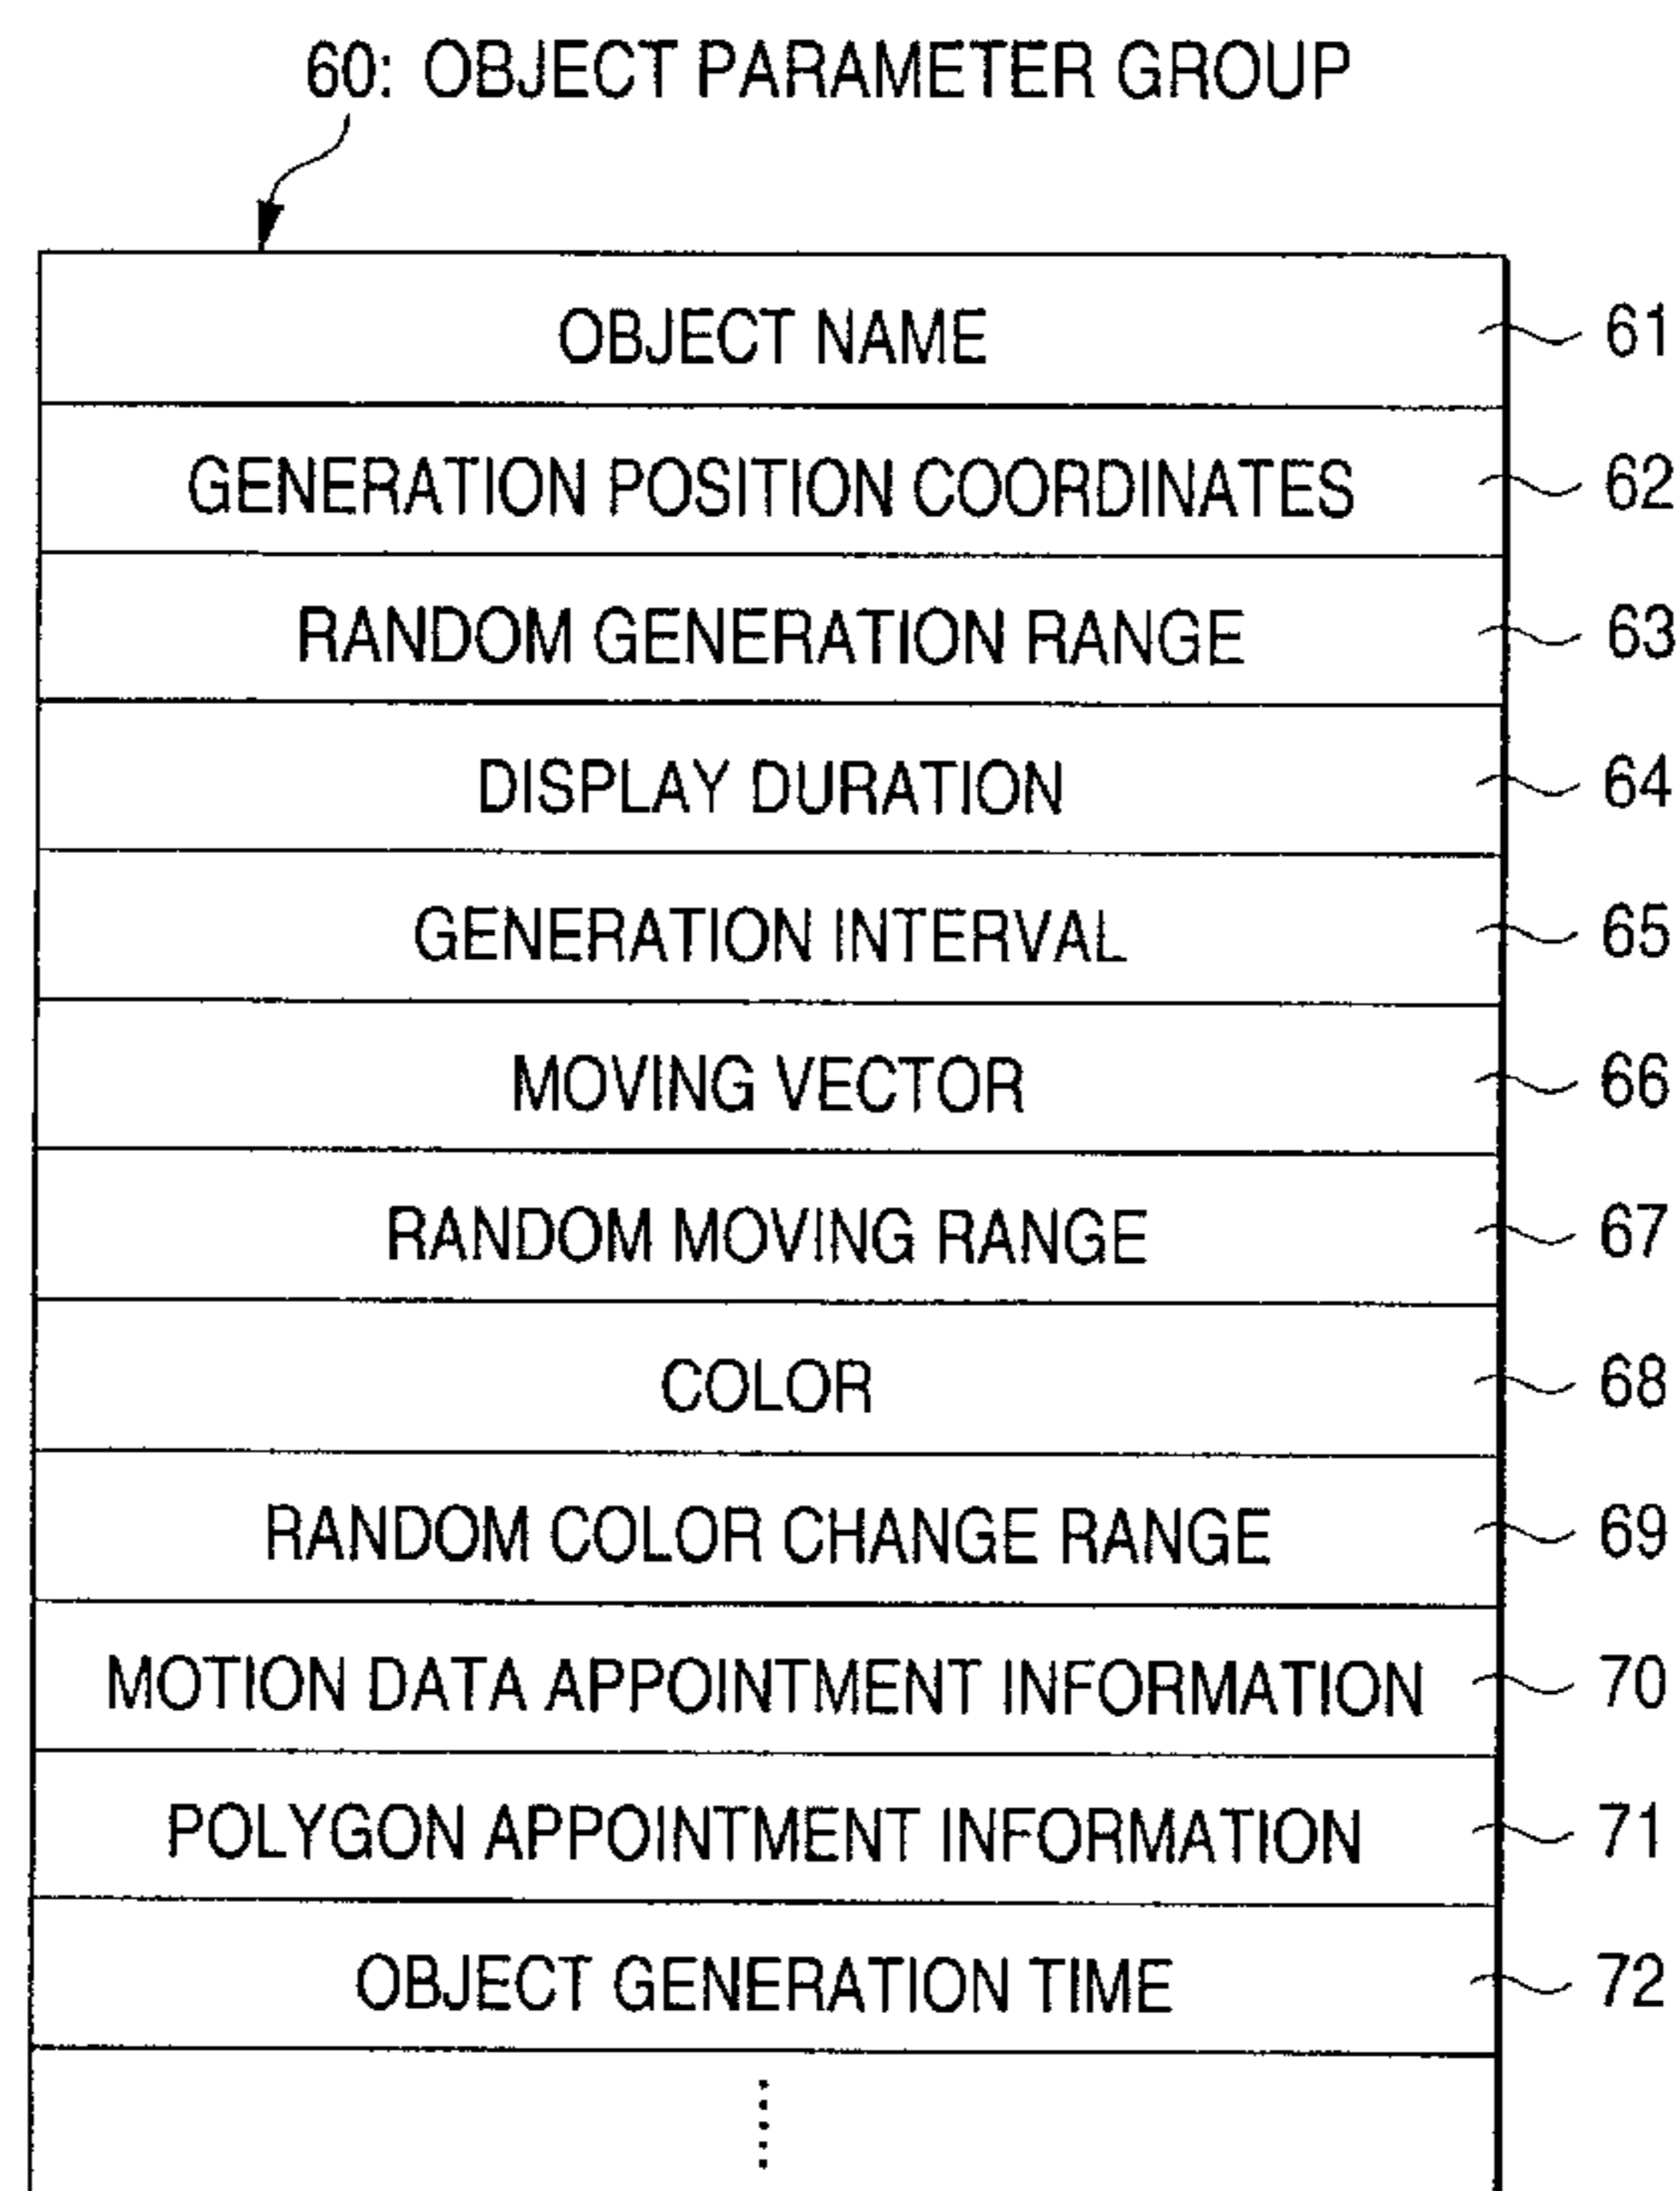 60: OBJECT PARAMETER GROUP
OBJECT NAME 61
GENERATION POSITION COORDINATES 62
RANDOM GENERATION RANGE 63
DISPLAY DURATION 64
GENERATION INTERVAL 65
MOVING VECTOR 66
RANDOM MOVING RANGE 67
COLOR 68
RANDOM COLOR CHANGE RANGE 69
MOTION DATA APPOINTMENT INFORMATION 70
POLYGON APPOINTMENT INFORMATION 71
OBJECT GENERATION TIME 72